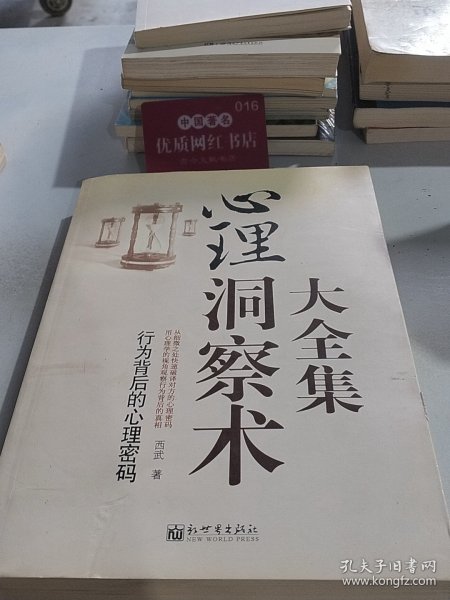 016
中国著名
优质网红书店
心理洞察术
大全集
从细微之处快速破译对方的心理密码
用心理学的视角观察行为背后的真相
行为背后的心理密码
西武 著
新世界出版社
NEW WORLD PRESS
孔夫子旧书网
www.kongfz.com